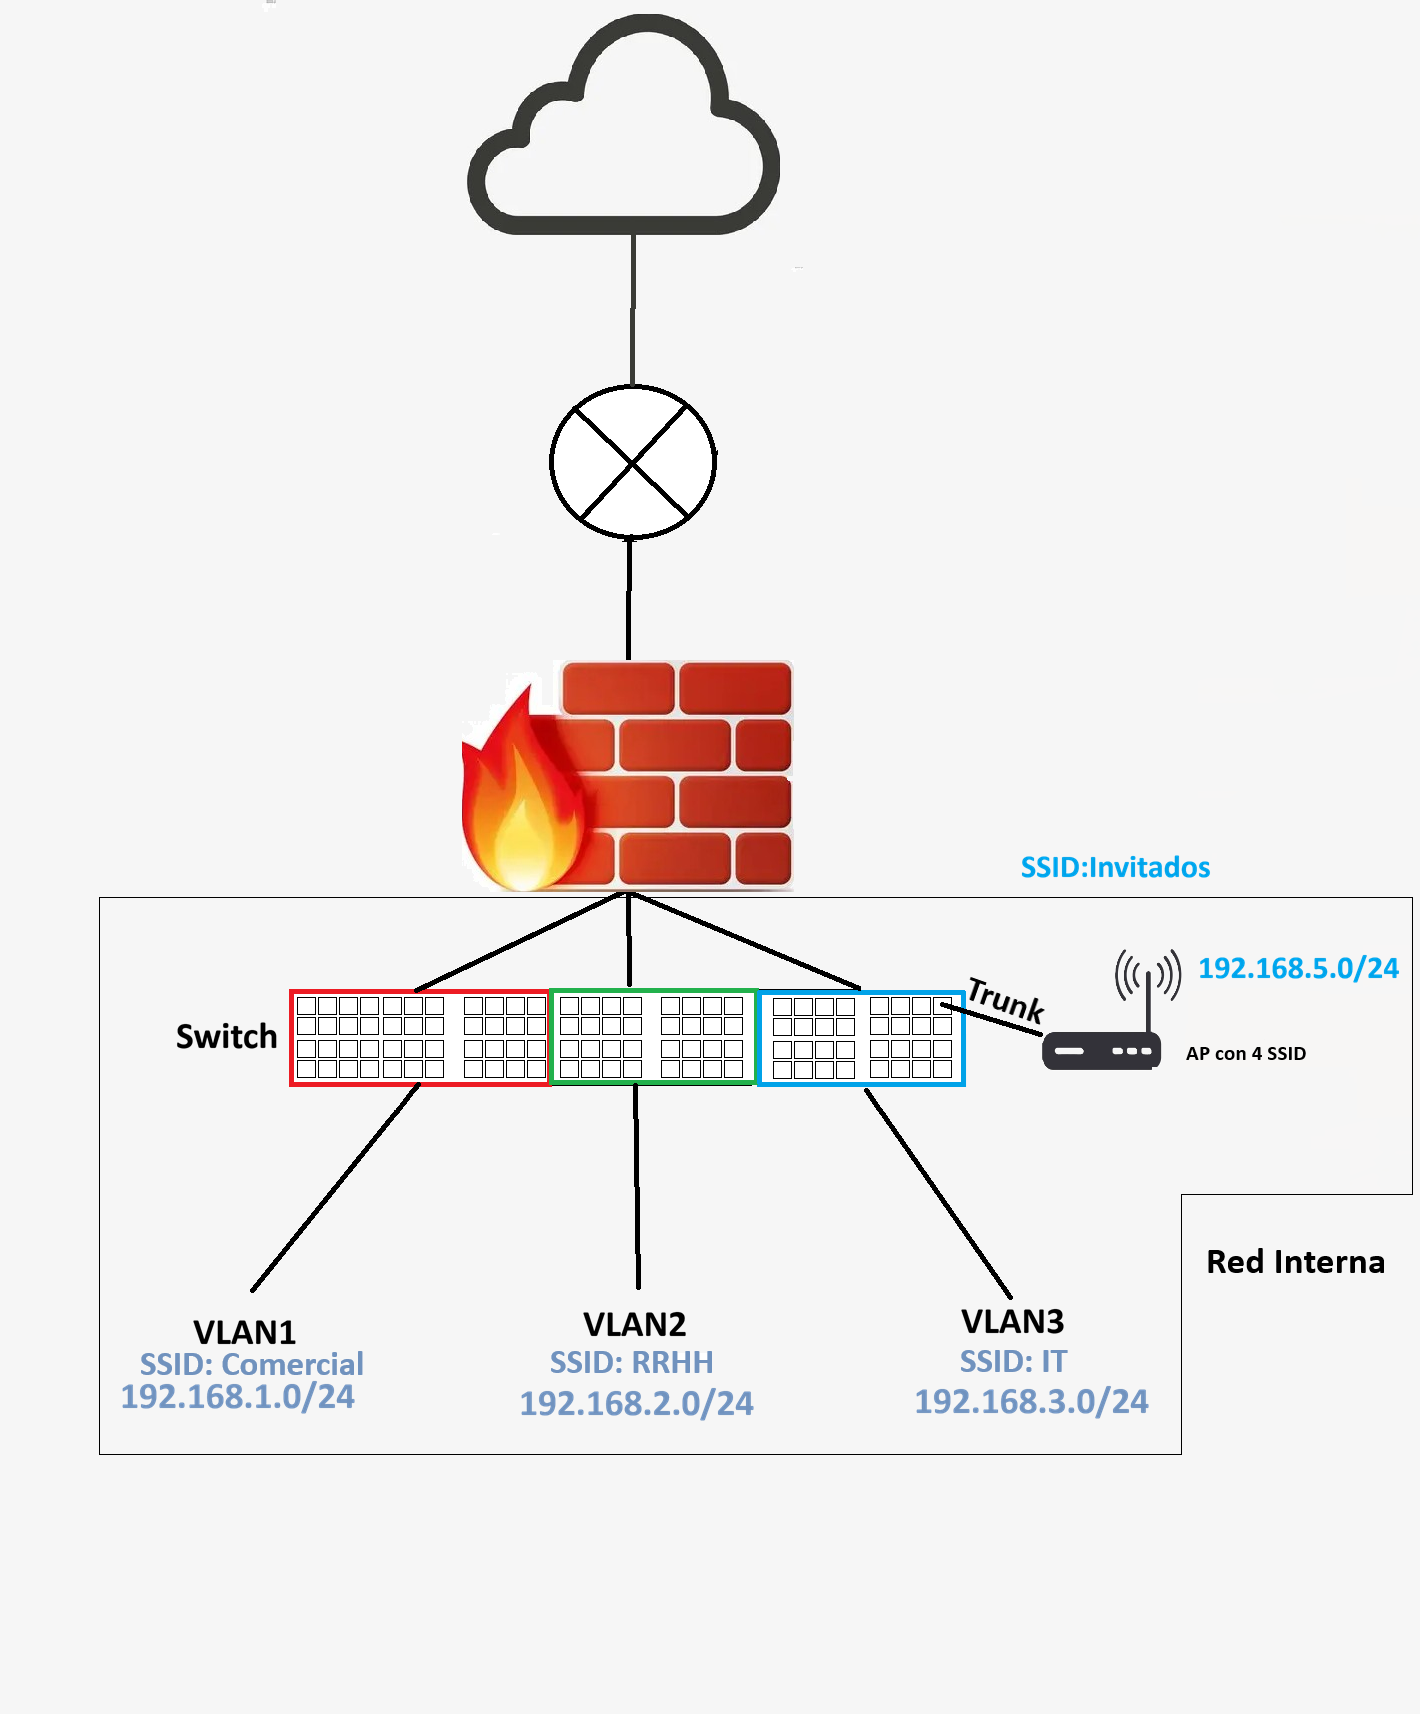 SSID:Invitados
192.168.5.0/24
Trunk
Switch
AP con 4 SSID
Red Interna
VLAN1
SSID: Comercial
192.168.1.0/24
VLAN2
SSID: RRHH
192.168.2.0/24
VLAN3
SSID: IT
192.168.3.0/24